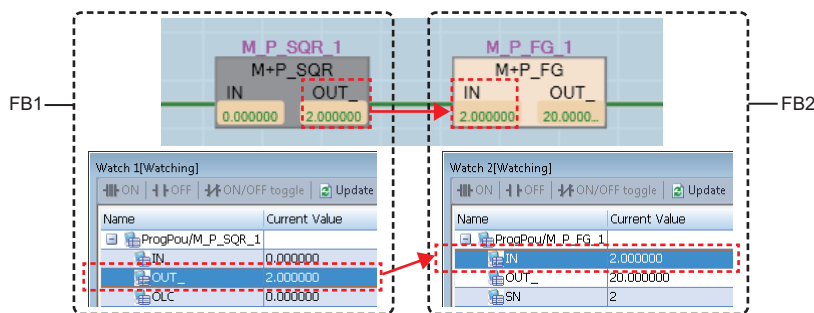 M_P_SQR_1
M+P_SQR
IN OUT_
0.000000 2.000000
M_P_FG_1
M+P_FG
IN OUT_
2.000000 20.0000...
FB1
FB2
Watch 1[Watching]
ON OFF ON/OFF toggle Update
Name Current Value
ProgPou/M_P_SQR_1
IN 0.000000
OUT_ 2.000000
OLC 0.000000
Watch 2[Watching]
ON OFF ON/OFF toggle Update
Name Current Value
ProgPou/M_P_FG_1
IN 2.000000
OUT_ 20.000000
SN 2